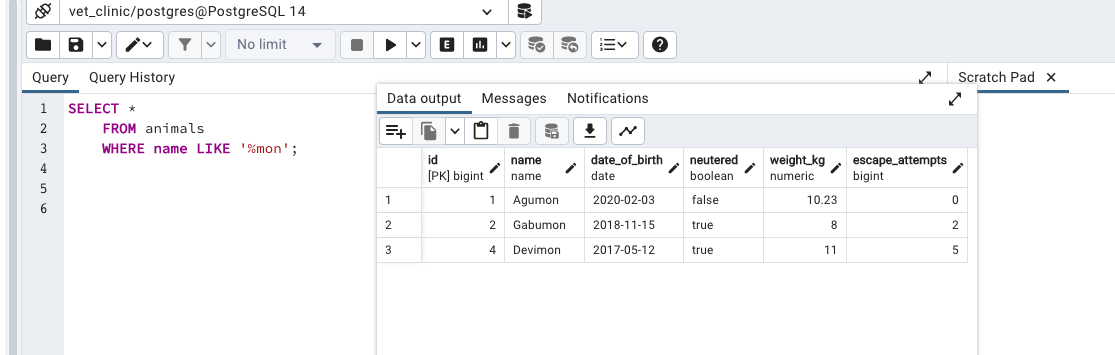 vet_clinic/postgres@PostgreSQL 14
No limit
E
Query Query History
Scratch Pad
1 SELECT *
2 FROM animals
3 WHERE name LIKE '%mon';
4
5
6
Data output Messages Notifications
id name date_of_birth neutered weight_kg escape_attempts
[PK] bigint name date boolean numeric bigint
1 1 Agumon 2020-02-03 false 10.23 0
2 2 Gabumon 2018-11-15 true 8 2
3 4 Devimon 2017-05-12 true 11 5